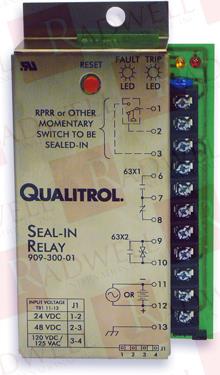 RESET
FAULT TRIP
LED LED
RPRR or OTHER
MOMENTARY
SWITCH TO BE
SEALED-IN
1
2
3
63X1
5
6
7
QUALITROL.
SEAL-IN
RELAY
909-300-01
63X2
8
9
10
INPUT VOLTAGE J1
TB1 11-13
24 VDC 1-2
48 VDC 2-3
120 VDC / 3-4
125 VAC
OR
11
12
13
J1
1 2 3 4
RADWELL